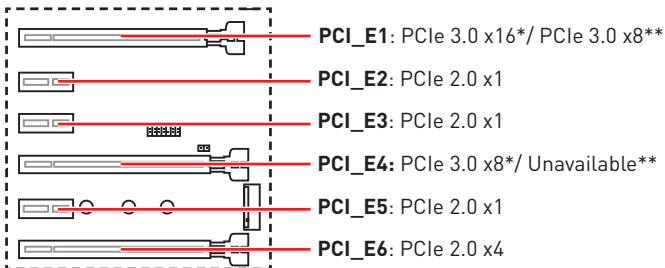 PCI_E1: PCIe 3.0 x16*/ PCIe 3.0 x8**
PCI_E2: PCIe 2.0 x1
PCI_E3: PCIe 2.0 x1
PCI_E4: PCIe 3.0 x8*/ Unavailable**
PCI_E5: PCIe 2.0 x1
PCI_E6: PCIe 2.0 x4